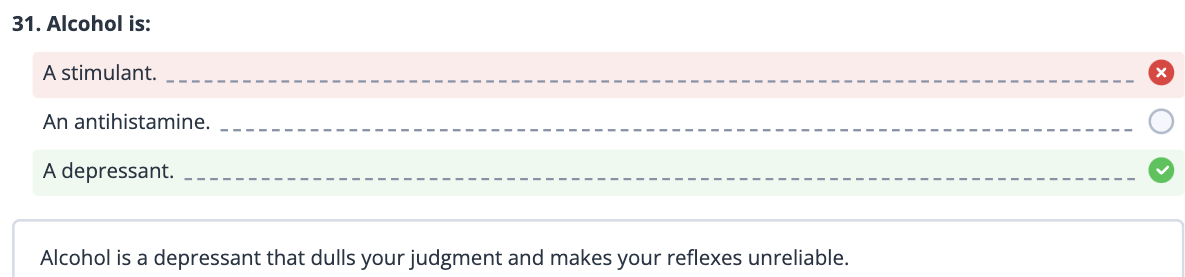 31. Alcohol is:
A stimulant.
An antihistamine.
A depressant.
Alcohol is a depressant that dulls your judgment and makes your reflexes unreliable.